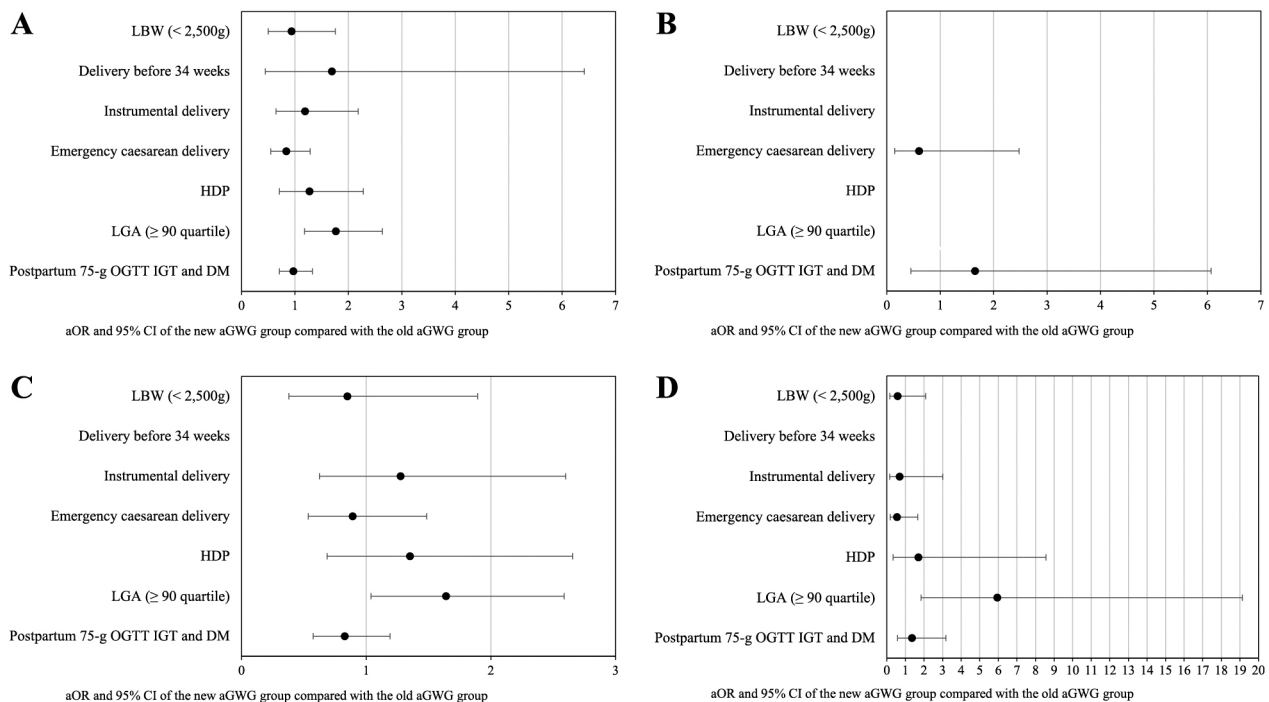 A
LBW (< 2,500g)
Delivery before 34 weeks
Instrumental delivery
Emergency caesarean delivery
HDP
LGA (≥ 90 quartile)
Postpartum 75-g OGTT IGT and DM
0 1 2 3 4 5 6 7
aOR and 95% CI of the new aGWG group compared with the old aGWG group
B
LBW (< 2,500g)
Delivery before 34 weeks
Instrumental delivery
Emergency caesarean delivery
HDP
LGA (≥ 90 quartile)
Postpartum 75-g OGTT IGT and DM
0 1 2 3 4 5 6 7
aOR and 95% CI of the new aGWG group compared with the old aGWG group
C
LBW (< 2,500g)
Delivery before 34 weeks
Instrumental delivery
Emergency caesarean delivery
HDP
LGA (≥ 90 quartile)
Postpartum 75-g OGTT IGT and DM
0 1 2 3
aOR and 95% CI of the new aGWG group compared with the old aGWG group
D
LBW (< 2,500g)
Delivery before 34 weeks
Instrumental delivery
Emergency caesarean delivery
HDP
LGA (≥ 90 quartile)
Postpartum 75-g OGTT IGT and DM
0 1 2 3 4 5 6 7 8 9 10 11 12 13 14 15 16 17 18 19 20
aOR and 95% CI of the new aGWG group compared with the old aGWG group